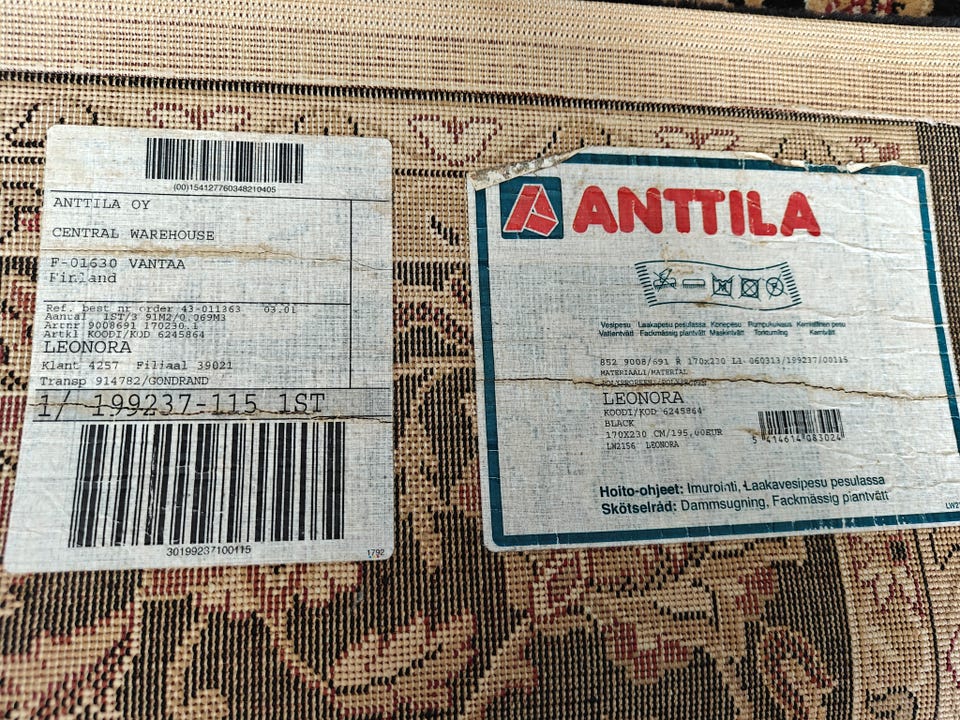 (00)154127760348210405
ANTTILA OY
CENTRAL WAREHOUSE
F-01630 VANTAA
Finland
Ref. best nr order 43-011363 03.01
Aantal 1ST/3 91M2/0,069M3
Artnr 9008691 170230.1
Artkl KOODI/KOD 6245864
LEONORA
Klant 4257 Filiaal 39021
Transp 914782/GONDRAND
1/ 199237-115 1ST
30199237100115
1792
ANTTILA
Vesipesu Laakapesu pesulassa Konepesu Rumpukuivaus Kemiallinen pesu
Vattentvätt Fackmässig plantvätt Maskintvätt Torktumling Kemtvätt
852 9008/691 R 170x230 L1 060313/199237/00115
MATERIAALI/MATERIAL
POLYPROPEEN/POLYPROPEN
LEONORA
KOODI/KOD 6245864
BLACK
170X230 CM/195,00EUR
LW2156 LEONORA
5 414614 083024
Hoito-ohjeet: Imurointi, Laakavesipesu pesulassa
Skötselråd: Dammsugning, Fackmässig plantvätt